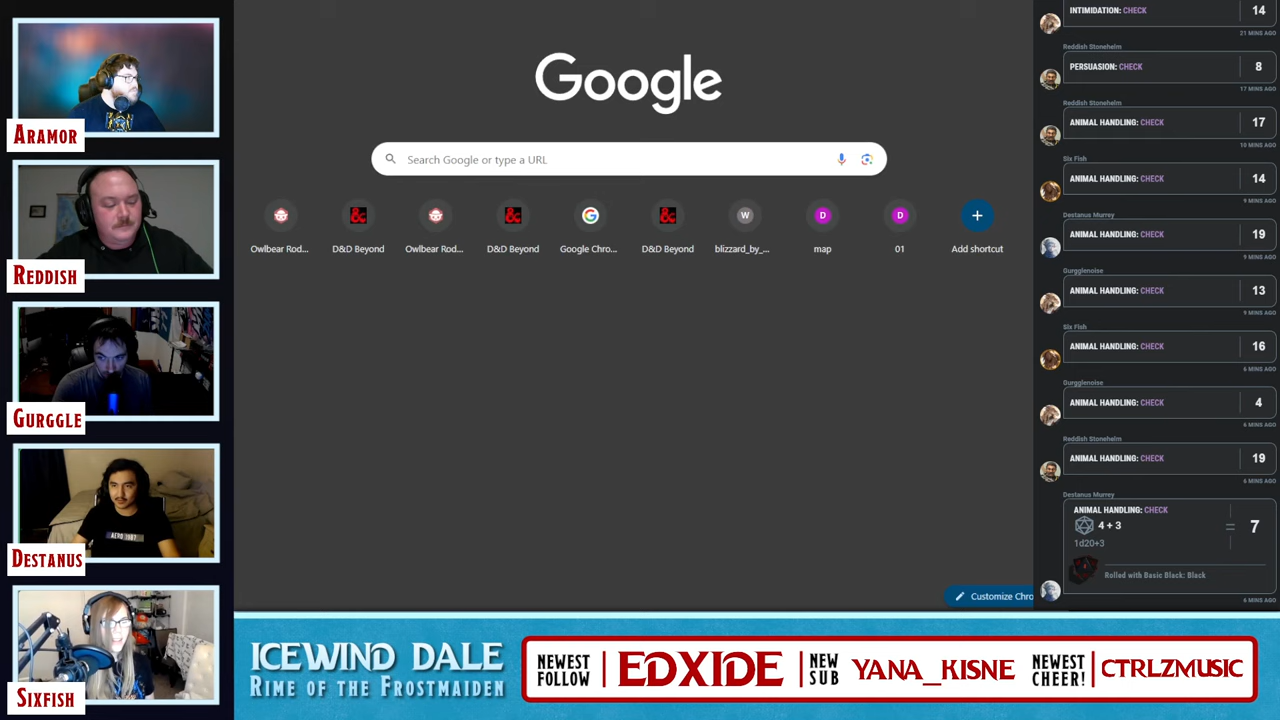 ARAMOR
REDDISH
GURGGLE
AERO 1987
DESTANUS
SIXFISH
Google
Search Google or type a URL
Owlbear Rod...
D&D Beyond
Owlbear Rod...
D&D Beyond
Google Chro...
D&D Beyond
W
blizzard_by_...
D
map
D
01
Add shortcut
Customize Chro
INTIMIDATION: CHECK
14
21 MINS AGO
Reddish Stonehelm
PERSUASION: CHECK
8
17 MINS AGO
Reddish Stonehelm
ANIMAL HANDLING: CHECK
17
10 MINS AGO
Six Fish
ANIMAL HANDLING: CHECK
14
9 MINS AGO
Destanus Murrey
ANIMAL HANDLING: CHECK
19
9 MINS AGO
Gurgglenoise
ANIMAL HANDLING: CHECK
13
9 MINS AGO
Six Fish
ANIMAL HANDLING: CHECK
16
6 MINS AGO
Gurgglenoise
ANIMAL HANDLING: CHECK
4
6 MINS AGO
Reddish Stonehelm
ANIMAL HANDLING: CHECK
19
6 MINS AGO
Destanus Murrey
ANIMAL HANDLING: CHECK
4 + 3
= 7
1d20+3
Rolled with Basic Black: Black
6 MINS AGO
ICEWIND DALE
RIME OF THE FROSTMAIDEN
NEWEST FOLLOW
EDXIDE
NEW SUB
YANA_KISNE
NEWEST CHEER!
CTRLZMUSIC